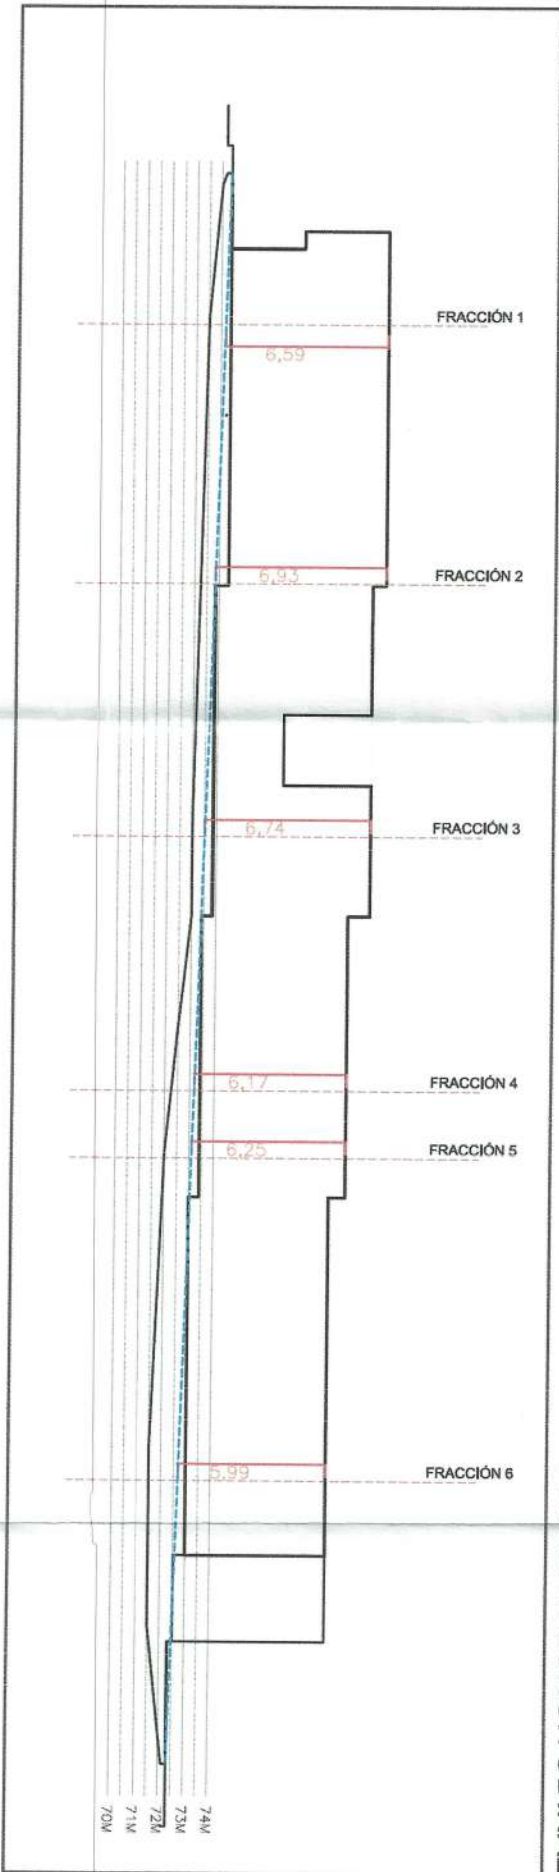 FRACCIÓN 1
6,59
FRACCIÓN 2
6,93
FRACCIÓN 3
6,74
FRACCIÓN 4
6,17
FRACCIÓN 5
6,25
FRACCIÓN 6
5,99
74M
73M
72M
71M
70M